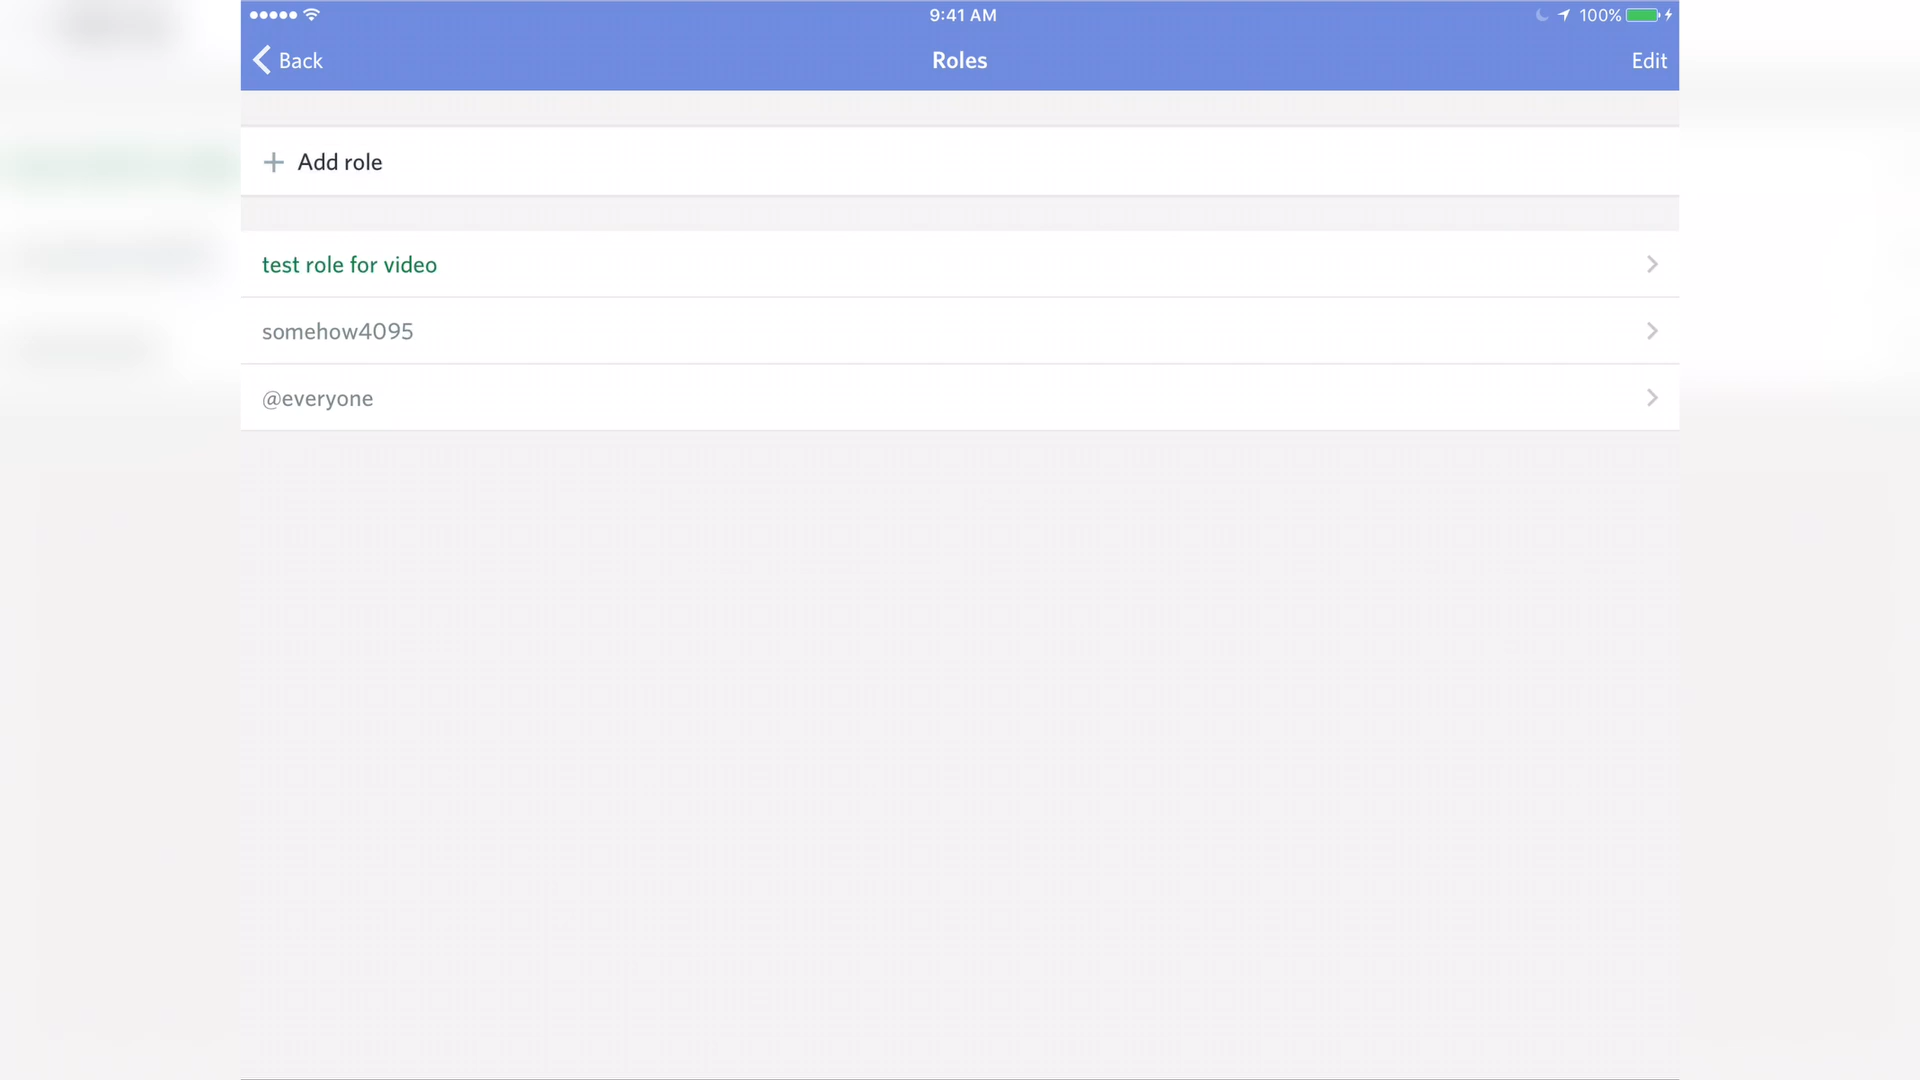 9:41 AM
100%
Back
Roles
Edit
Add role
test role for video
somehow4095
@everyone